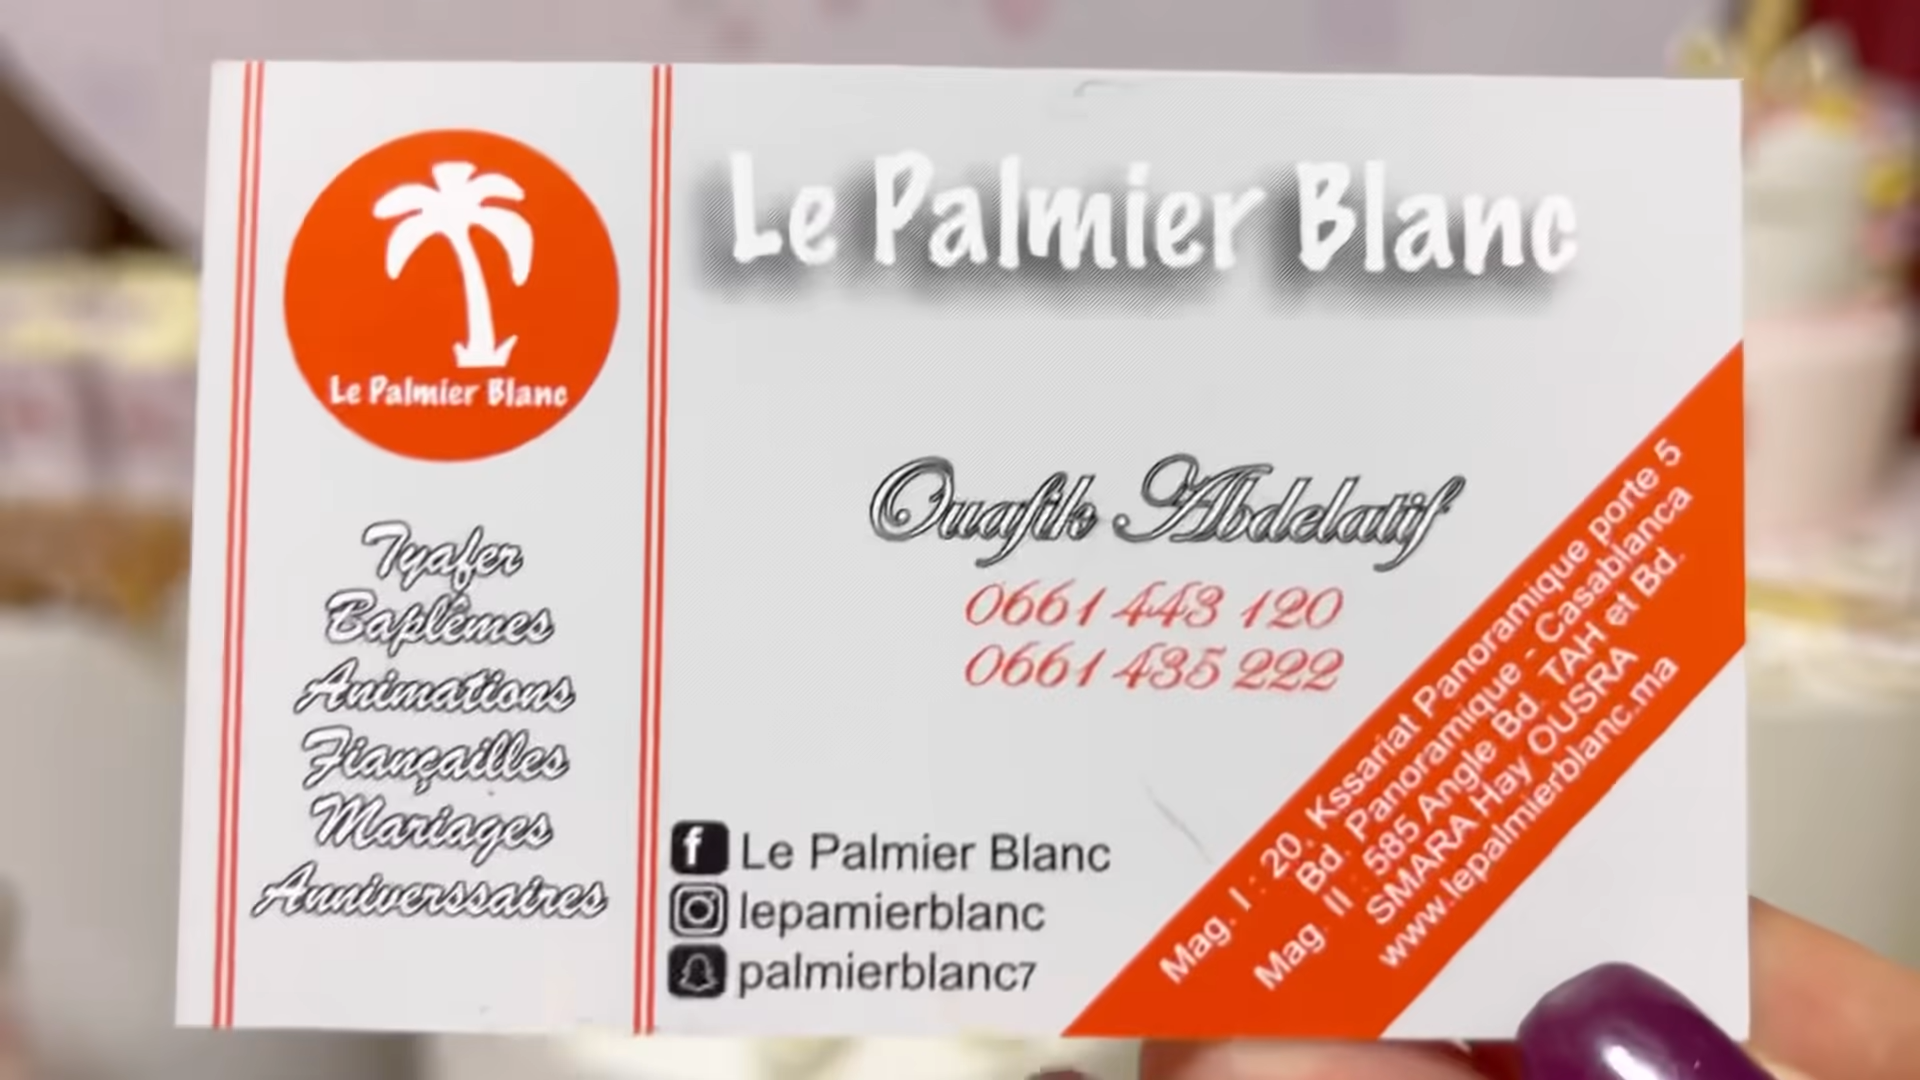 Le Palmier Blanc
Tyafer
Baptêmes
Animations
Fiançailles
Mariages
Anniverssaires
Le Palmier Blanc
Ouafik Abdelatif
0661 443 120
0661 435 222
Le Palmier Blanc
lepamierblanc
palmierblanc7
Mag. I : 20, Kssariat Panoramique porte 5
Bd. Panoramique - Casablanca
Mag. II : 585 Angle Bd. TAH et Bd.
SMARA Hay OUSRA
www.lepalmierblanc.ma